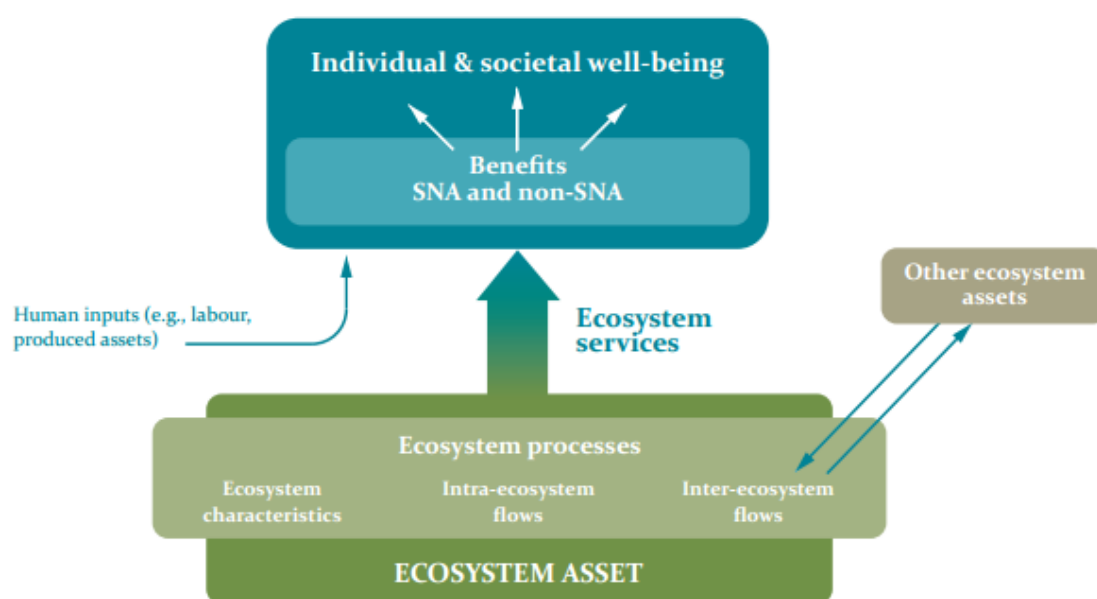 Individual & societal well-being
Benefits
SNA and non-SNA
Other ecosystem
assets
Human inputs (e.g., labour,
produced assets)
Ecosystem
services
Ecosystem processes
Ecosystem
characteristics
Intra-ecosystem
flows
Inter-ecosystem
flows
ECOSYSTEM ASSET